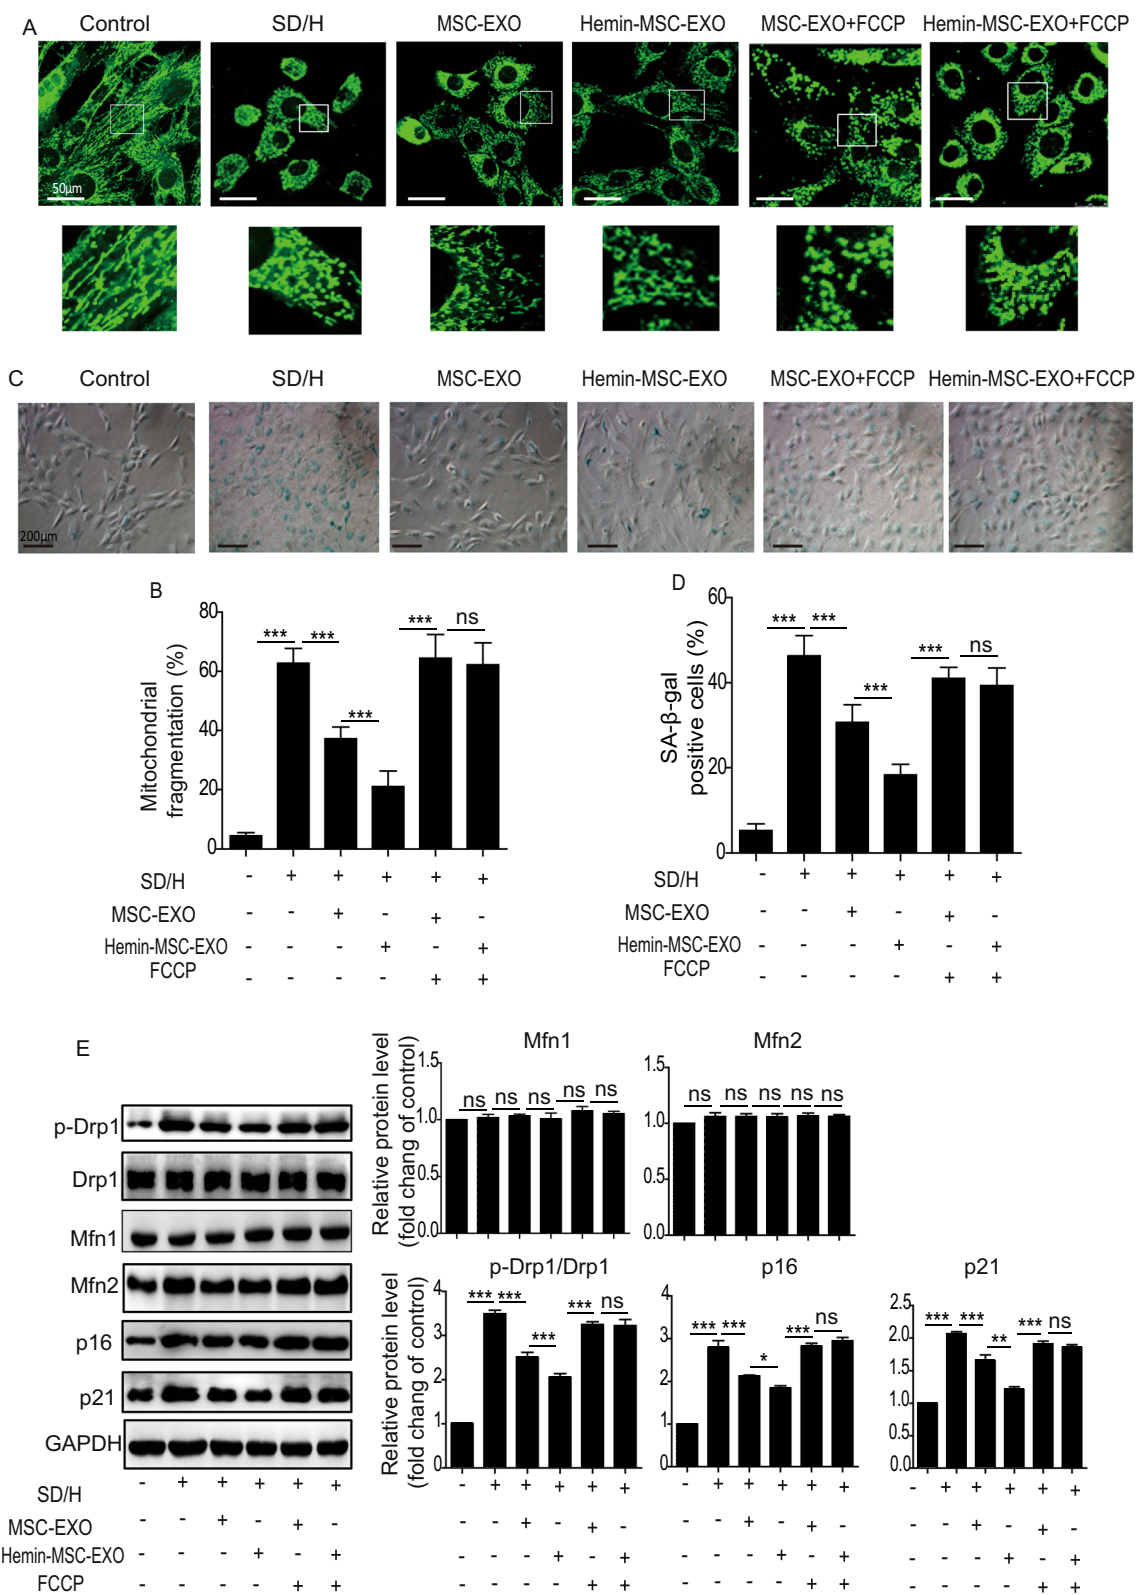 A
Control SD/H MSC-EXO Hemin-MSC-EXO MSC-EXO+FCCP Hemin-MSC-EXO+FCCP
50μm
C
Control SD/H MSC-EXO Hemin-MSC-EXO MSC-EXO+FCCP Hemin-MSC-EXO+FCCP
200μm
B
Mitochondrial
fragmentation (%)
80
60
40
20
0
*** *** *** *** ns
SD/H - + + + + +
MSC-EXO - - + - + -
Hemin-MSC-EXO - - - + - +
FCCP - - - - + +
D
SA-β-gal
positive cells (%)
60
40
20
0
*** *** *** *** ns
SD/H - + + + + +
MSC-EXO - - + - + -
Hemin-MSC-EXO - - - + - +
FCCP - - - - + +
E
p-Drp1
Drp1
Mfn1
Mfn2
p16
p21
GAPDH
SD/H - + + + + +
MSC-EXO - - + - + -
Hemin-MSC-EXO - - - + - +
FCCP - - - - + +
Mfn1
Relative protein level
(fold chang of control)
1.5
1.0
0.5
0.0
ns ns ns ns ns
Mfn2
1.5
1.0
0.5
0.0
ns ns ns ns ns
p-Drp1/Drp1
Relative protein level
(fold chang of control)
4
3
2
1
0
*** *** *** *** ns
- + + + + +
- - + - + -
- - - + - +
- - - - + +
p16
4
3
2
1
0
*** *** * *** ns
- + + + + +
- - + - + -
- - - + - +
- - - - + +
p21
2.5
2.0
1.5
1.0
0.5
0.0
*** *** ** *** ns
- + + + + +
- - + - + -
- - - + - +
- - - - + +